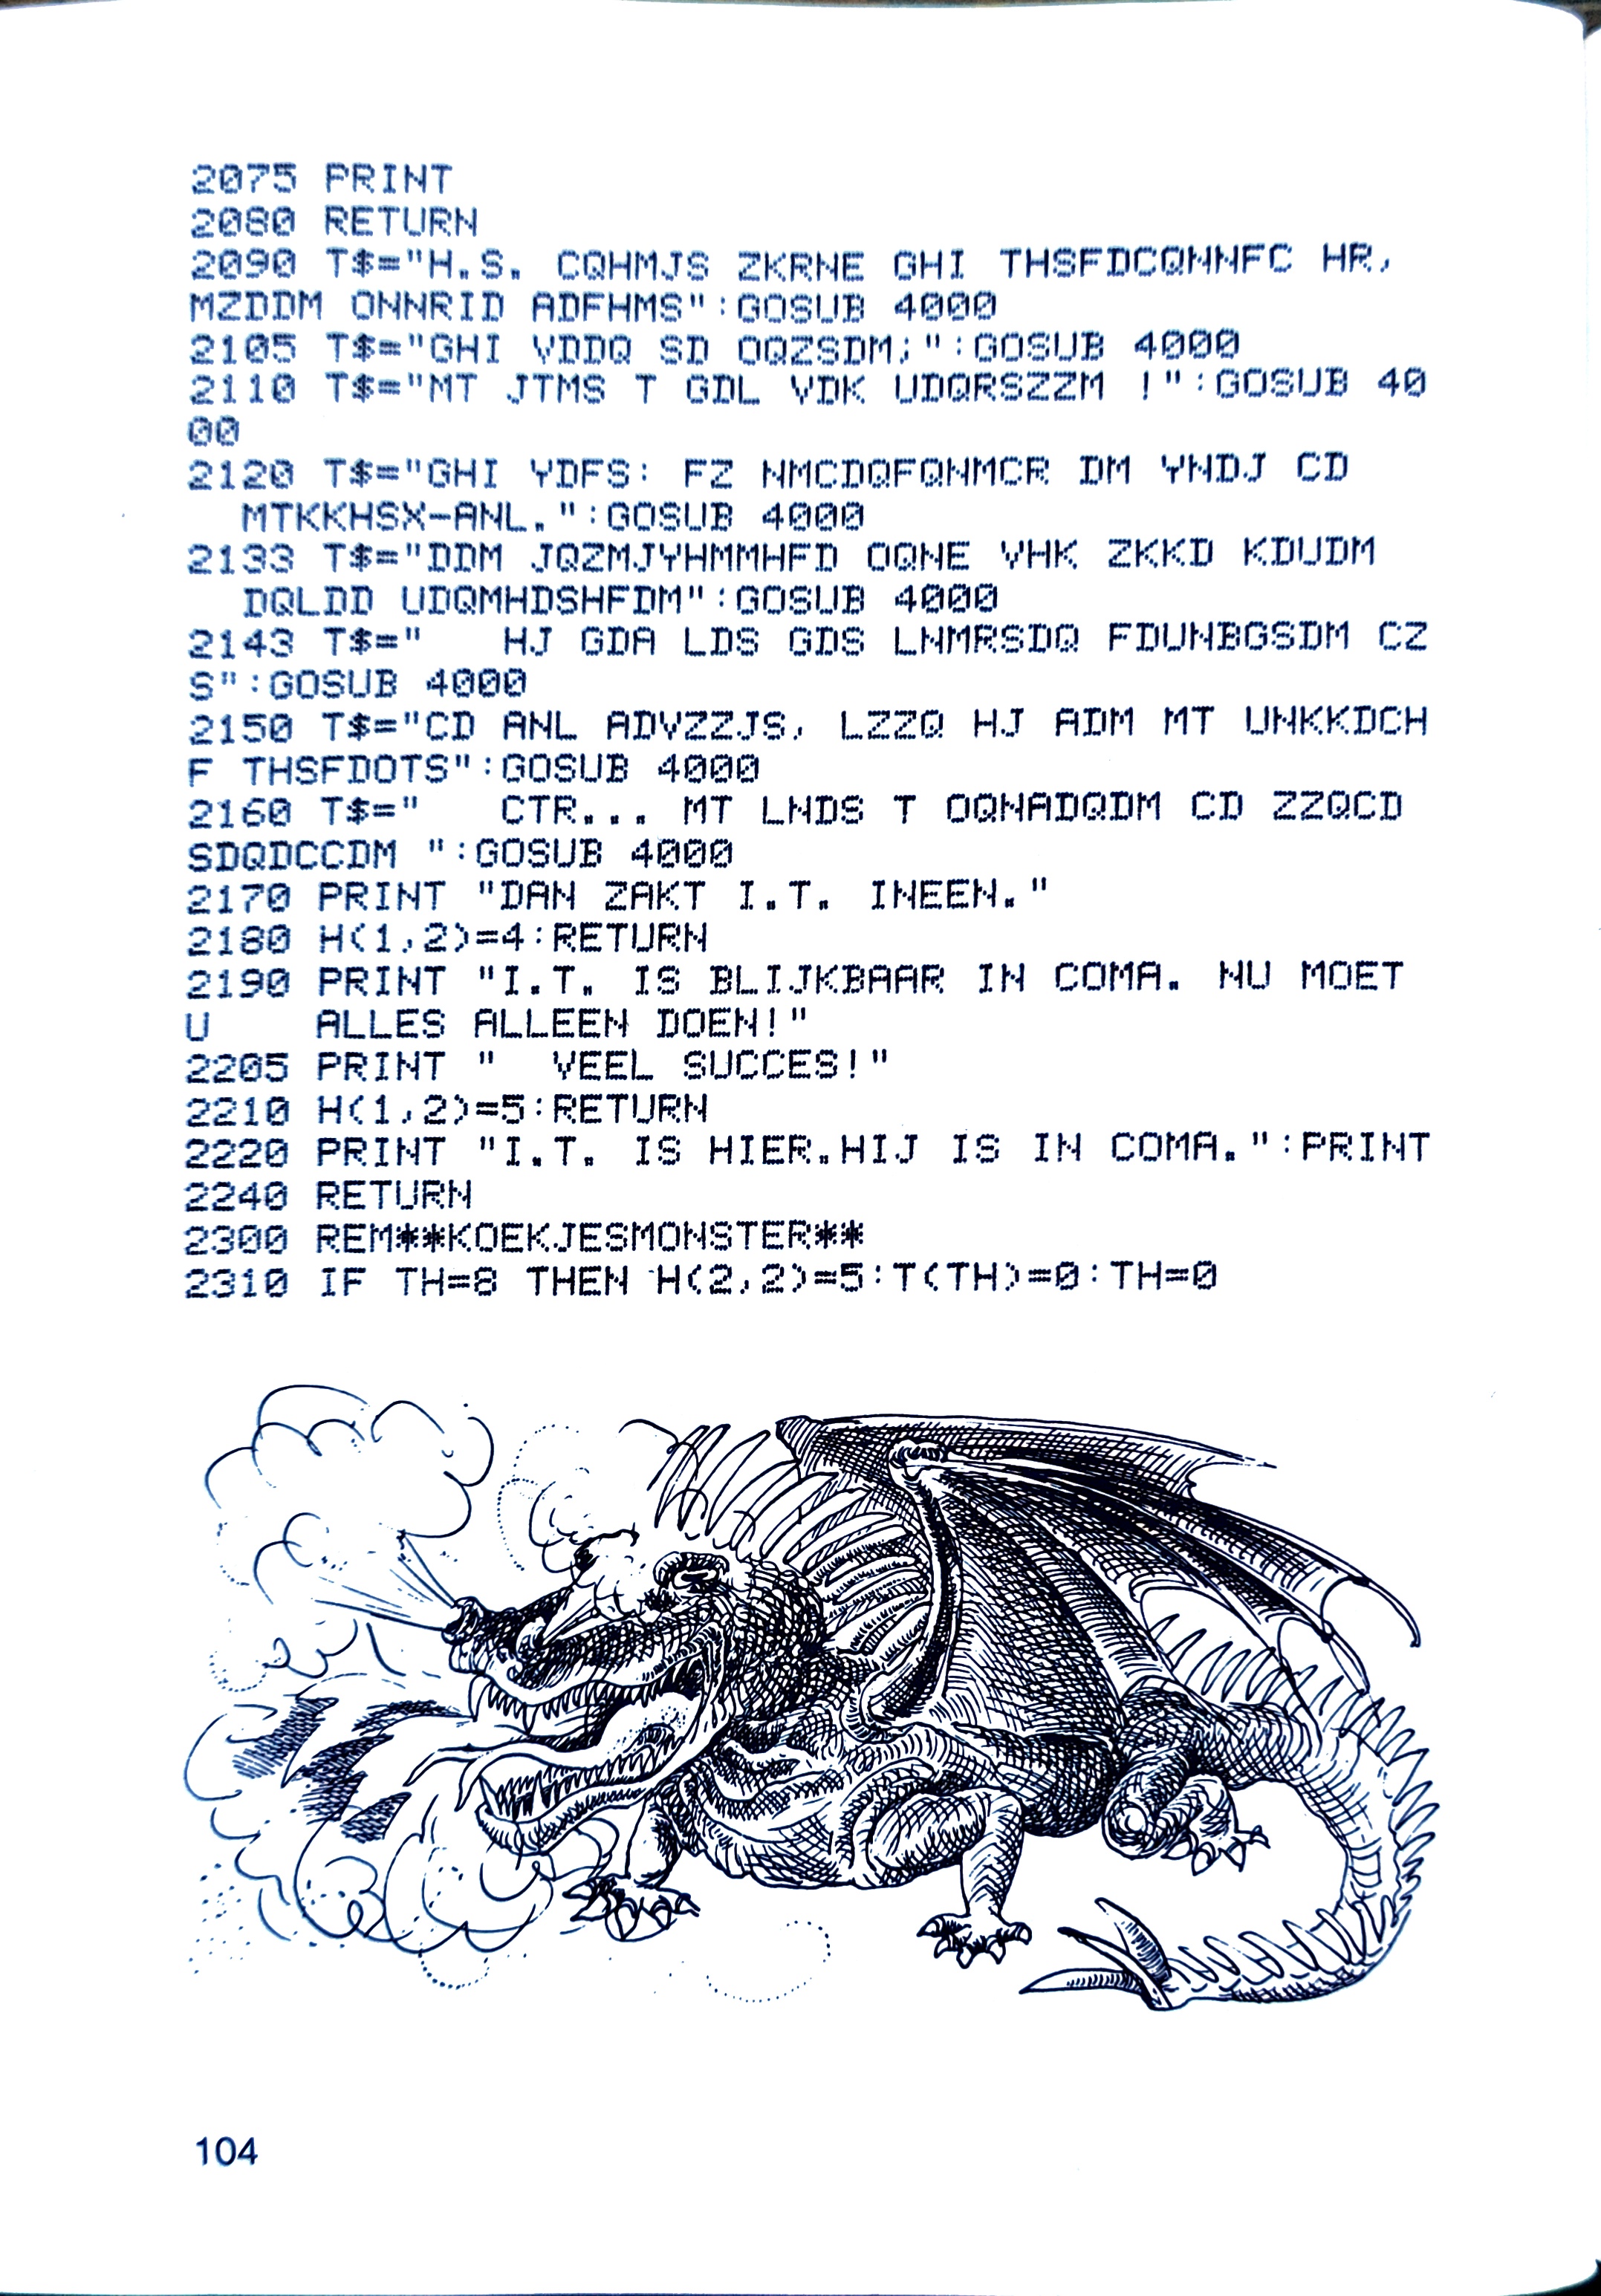 2075 PRINT
2080 RETURN
2090 T$="H.S. CQHMJS ZKRNE GHI THSFDCQNNFC HR,
MZDDM ONNRID ADFHMS":GOSUB 4000
2105 T$="GHI VDDQ SD OQZSDM;":GOSUB 4000
2110 T$="MT JTMS T GDL VDK UDQRSZZM !":GOSUB 40
00
2120 T$="GHI YDFS: FZ NMCDQFQNMCR DM YNDJ CD
   MTKKHSX-ANL.":GOSUB 4000
2133 T$="DDM JQZMJYHMMHFD OQNE VHK ZKKD KDUDM
   DQLDD UDQMHDSHFDM":GOSUB 4000
2143 T$="   HJ GDA LDS GDS LNMRSDQ FDUNBGSDM CZ
S":GOSUB 4000
2150 T$="CD ANL ADVZZJS, LZZQ HJ ADM MT UNKKDCH
F THSFDOTS":GOSUB 4000
2160 T$="   CTR... MT LNDS T OQNADQDM CD ZZQCD
SDQDCCDM ":GOSUB 4000
2170 PRINT "DAN ZAKT I.T. INEEN."
2180 H(1,2)=4:RETURN
2190 PRINT "I.T. IS BLIJKBAAR IN COMA. NU MOET
U    ALLES ALLEEN DOEN!"
2205 PRINT "  VEEL SUCCES!"
2210 H(1,2)=5:RETURN
2220 PRINT "I.T. IS HIER.HIJ IS IN COMA.":PRINT
2240 RETURN
2300 REM**KOEKJESMONSTER**
2310 IF TH=8 THEN H(2,2)=5:T(TH)=0:TH=0
104